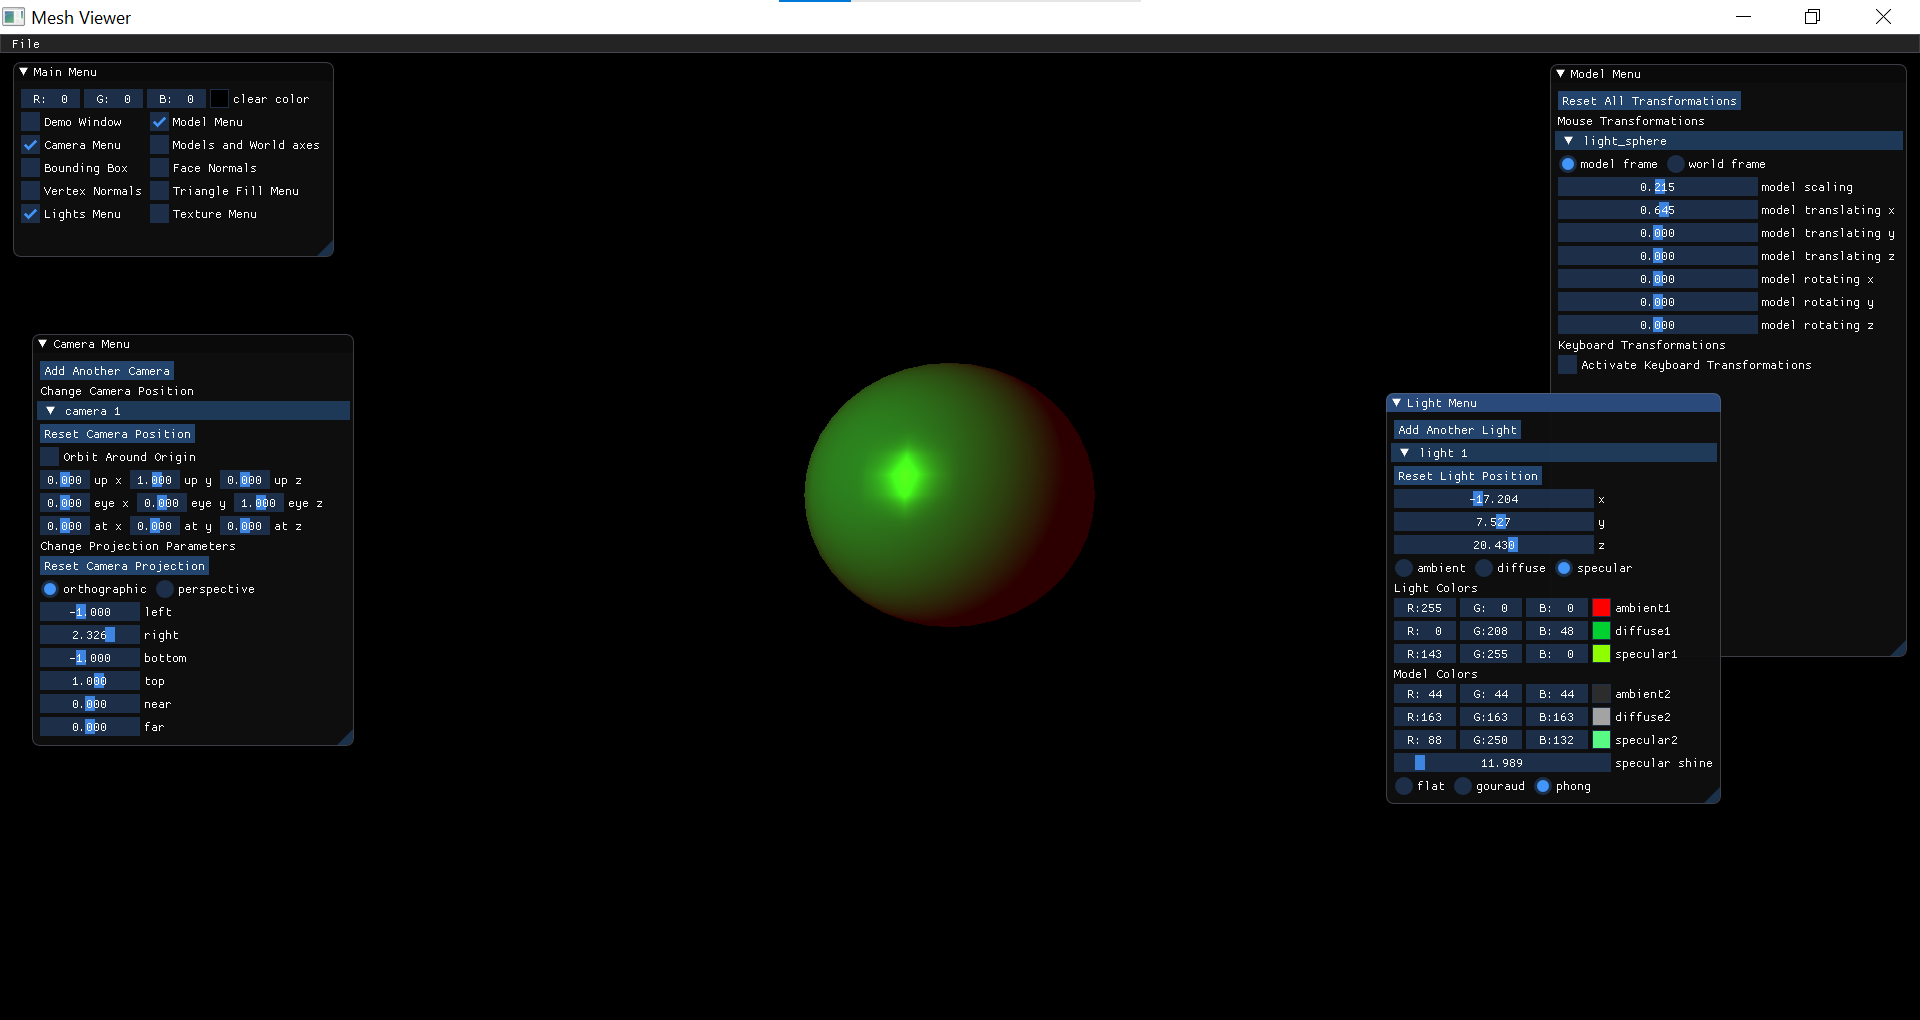 Mesh Viewer
File
Main Menu
R: 0 G: 0 B: 0 clear color
Demo Window Model Menu
Camera Menu Models and World axes
Bounding Box Face Normals
Vertex Normals Triangle Fill Menu
Lights Menu Texture Menu
Camera Menu
Add Another Camera
Change Camera Position
camera 1
Reset Camera Position
Orbit Around Origin
0.000 up x 1.000 up y 0.000 up z
0.000 eye x 0.000 eye y 1.000 eye z
0.000 at x 0.000 at y 0.000 at z
Change Projection Parameters
Reset Camera Projection
orthographic perspective
-1.000 left
2.326 right
-1.000 bottom
1.000 top
0.000 near
0.000 far
Model Menu
Reset All Transformations
Mouse Transformations
light_sphere
model frame world frame
0.215 model scaling
0.645 model translating x
0.000 model translating y
0.000 model translating z
0.000 model rotating x
0.000 model rotating y
0.000 model rotating z
Keyboard Transformations
Activate Keyboard Transformations
Light Menu
Add Another Light
light 1
Reset Light Position
-17.204 x
7.527 y
20.430 z
ambient diffuse specular
Light Colors
R:255 G: 0 B: 0 ambient1
R: 0 G:208 B: 48 diffuse1
R:143 G:255 B: 0 specular1
Model Colors
R: 44 G: 44 B: 44 ambient2
R:163 G:163 B:163 diffuse2
R: 88 G:250 B:132 specular2
11.989 specular shine
flat gouraud phong